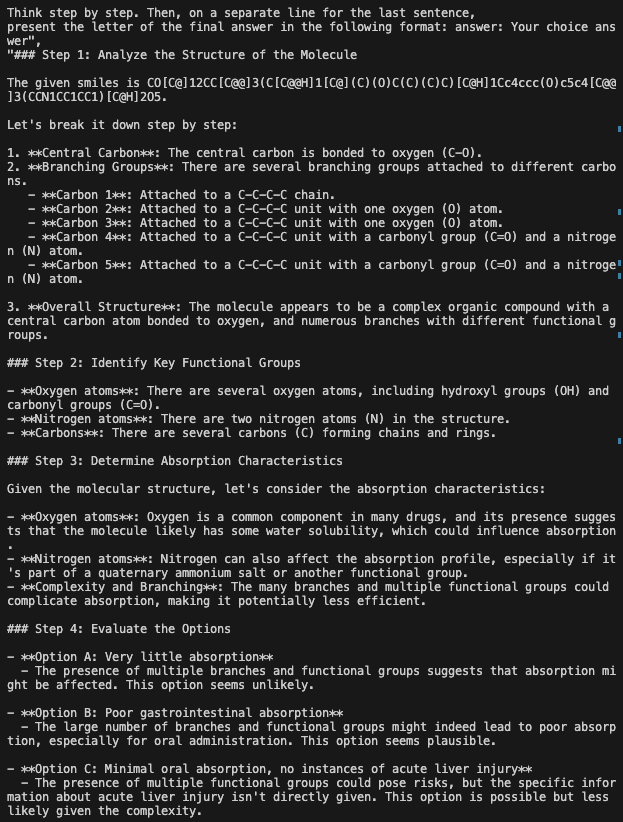 Think step by step. Then, on a separate line for the last sentence,
present the letter of the final answer in the following format: answer: Your choice ans
wer",
"### Step 1: Analyze the Structure of the Molecule
The given smiles is CO[C@]12CC[C@@]3(C[C@@H]1[C@](C)(O)C(C)(C)C)[C@H]1Cc4ccc(O)c5c4[C@@
]3(CCN1CC1CC1)[C@H]2O5.
Let's break it down step by step:
1. **Central Carbon**: The central carbon is bonded to oxygen (C-O).
2. **Branching Groups**: There are several branching groups attached to different carbo
ns.
- **Carbon 1**: Attached to a C-C-C-C chain.
- **Carbon 2**: Attached to a C-C-C-C unit with one oxygen (O) atom.
- **Carbon 3**: Attached to a C-C-C-C unit with one oxygen (O) atom.
- **Carbon 4**: Attached to a C-C-C-C unit with a carbonyl group (C=O) and a nitroge
n (N) atom.
- **Carbon 5**: Attached to a C-C-C-C unit with a carbonyl group (C=O) and a nitroge
n (N) atom.
3. **Overall Structure**: The molecule appears to be a complex organic compound with a
central carbon atom bonded to oxygen, and numerous branches with different functional g
roups.
### Step 2: Identify Key Functional Groups
- **Oxygen atoms**: There are several oxygen atoms, including hydroxyl groups (OH) and
carbonyl groups (C=O).
- **Nitrogen atoms**: There are two nitrogen atoms (N) in the structure.
- **Carbons**: There are several carbons (C) forming chains and rings.
### Step 3: Determine Absorption Characteristics
Given the molecular structure, let's consider the absorption characteristics:
- **Oxygen atoms**: Oxygen is a common component in many drugs, and its presence sugges
ts that the molecule likely has some water solubility, which could influence absorption
.
- **Nitrogen atoms**: Nitrogen can also affect the absorption profile, especially if it
's part of a quaternary ammonium salt or another functional group.
- **Complexity and Branching**: The many branches and multiple functional groups could
complicate absorption, making it potentially less efficient.
### Step 4: Evaluate the Options
- **Option A: Very little absorption**
- The presence of multiple branches and functional groups suggests that absorption mi
ght be affected. This option seems unlikely.
- **Option B: Poor gastrointestinal absorption**
- The large number of branches and functional groups might indeed lead to poor absorp
tion, especially for oral administration. This option seems plausible.
- **Option C: Minimal oral absorption, no instances of acute liver injury**
- The presence of multiple functional groups could pose risks, but the specific infor
mation about acute liver injury isn't directly given. This option is possible but less
likely given the complexity.